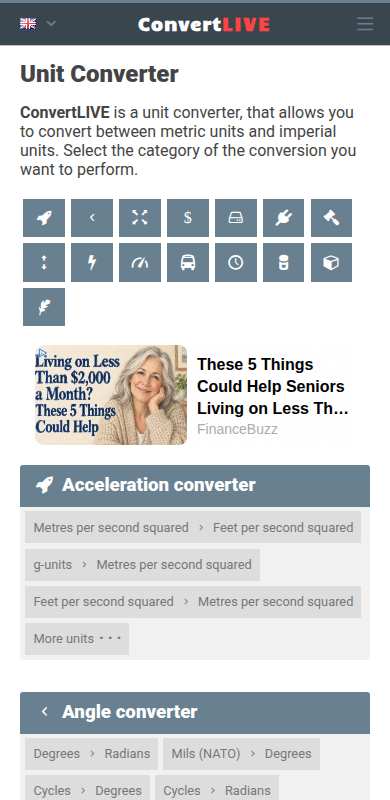 ConvertLIVE
Unit Converter
ConvertLIVE is a unit converter, that allows you
to convert between metric units and imperial
units. Select the category of the conversion you
want to perform.
$
Living on Less
Than $2,000
a Month?
These 5 Things
Could Help
These 5 Things
Could Help Seniors
Living on Less Th...
FinanceBuzz
Acceleration converter
Metres per second squared › Feet per second squared
g-units › Metres per second squared
Feet per second squared › Metres per second squared
More units • • •
Angle converter
Degrees › Radians Mils (NATO) › Degrees
Cycles › Degrees Cycles › Radians